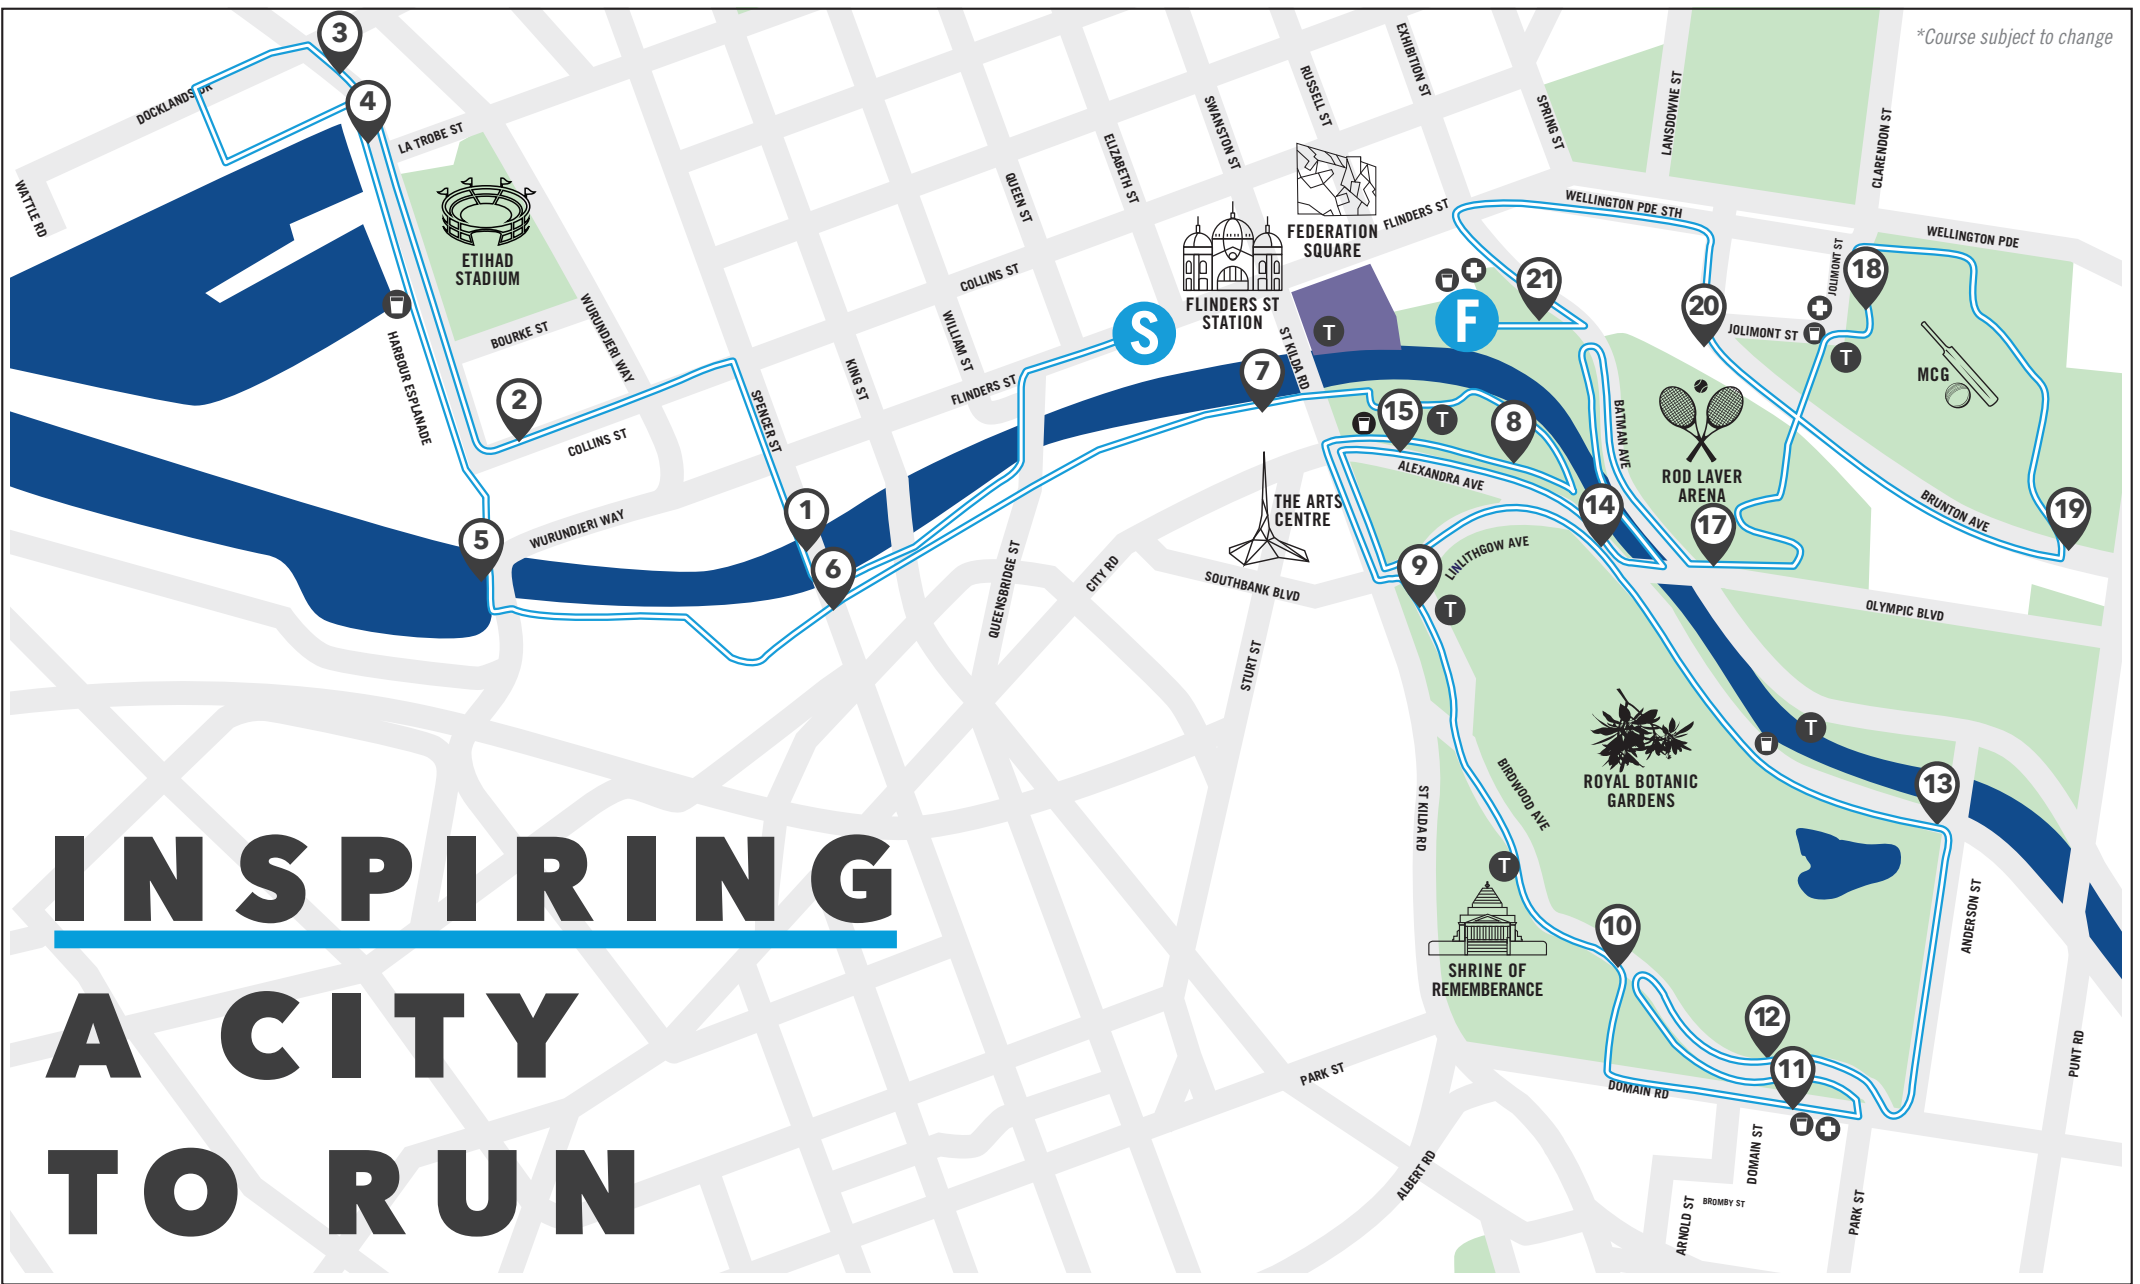 *Course subject to change
3
DOCKLANDS DR
4
LA TROBE ST
WATTLE RD
ETIHAD
STADIUM
HARBOUR ESPLANADE
BOURKE ST
WURUNDJERI WAY
2
COLLINS ST
SPENCER ST
KING ST
WILLIAM ST
QUEEN ST
COLLINS ST
FLINDERS ST
ELIZABETH ST
SWANSTON ST
RUSSELL ST
EXHIBITION ST
SPRING ST
LANSDOWNE ST
CLARENDON ST
S
FLINDERS ST
STATION
FEDERATION
SQUARE
FLINDERS ST
ST KILDA RD
T
F
21
WELLINGTON PDE STH
WELLINGTON PDE
JOLIMONT ST
18
20
JOLIMONT ST
T
MCG
7
15
T
8
BATMAN AVE
ROD LAVER
ARENA
ALEXANDRA AVE
14
17
BRUNTON AVE
19
1
5
WURUNDJERI WAY
6
QUEENSBRIDGE ST
CITY RD
THE ARTS
CENTRE
SOUTHBANK BLVD
STURT ST
9
T
LINLITHGOW AVE
OLYMPIC BLVD
ROYAL BOTANIC
GARDENS
T
13
ST KILDA RD
BIRDWOOD AVE
T
SHRINE OF
REMEMBERANCE
10
ANDERSON ST
12
11
DOMAIN RD
PUNT RD
PARK ST
ALBERT RD
DOMAIN ST
BROMBY ST
ARNOLD ST
PARK ST
INSPIRING
A CITY
TO RUN